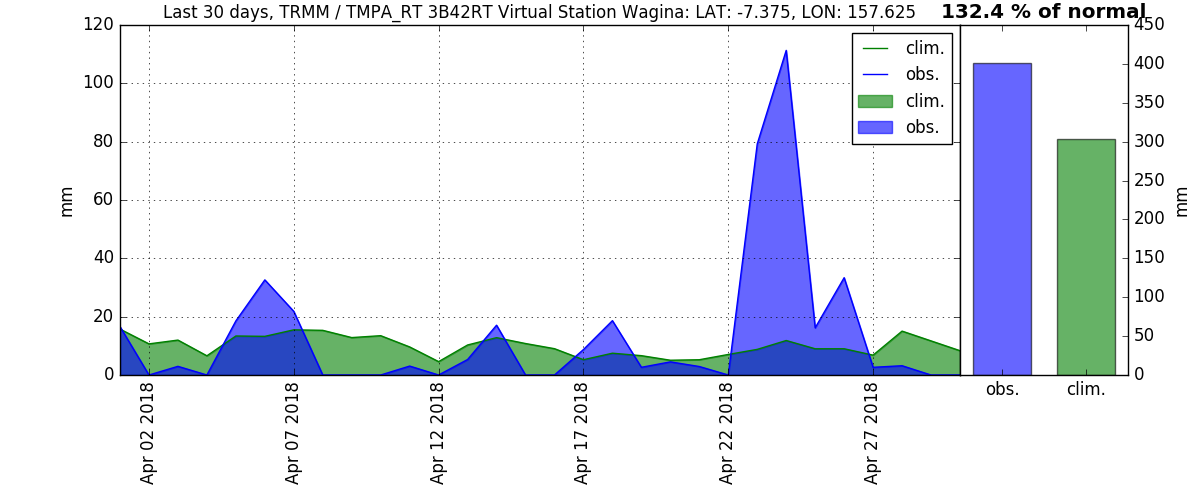 Last 30 days, TRMM / TMPA_RT 3B42RT Virtual Station Wagina: LAT: -7.375, LON: 157.625
132.4 % of normal
120
100
80
60
40
20
0
mm
clim.
obs.
clim.
obs.
Apr 02 2018
Apr 07 2018
Apr 12 2018
Apr 17 2018
Apr 22 2018
Apr 27 2018
450
400
350
300
250
200
150
100
50
0
mm
obs.
clim.